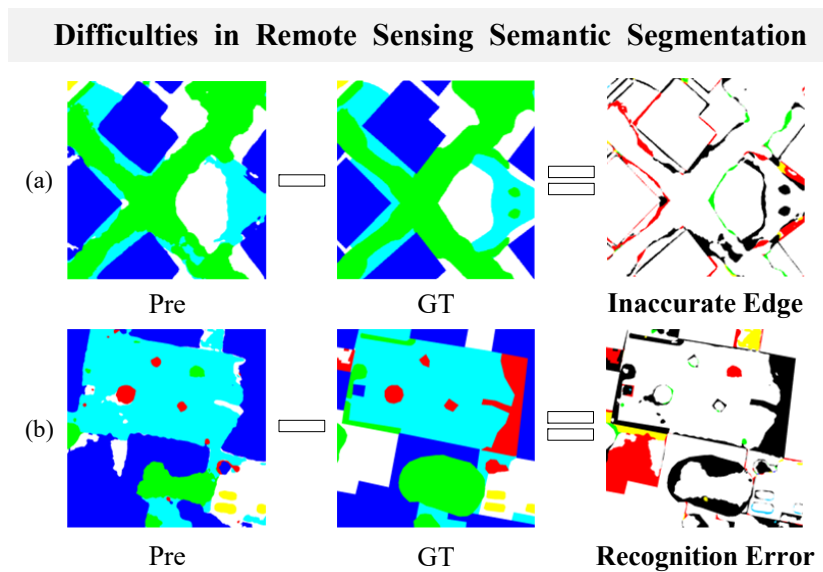 Difficulties in Remote Sensing Semantic Segmentation
(a)
Pre
GT
Inaccurate Edge
(b)
Pre
GT
Recognition Error